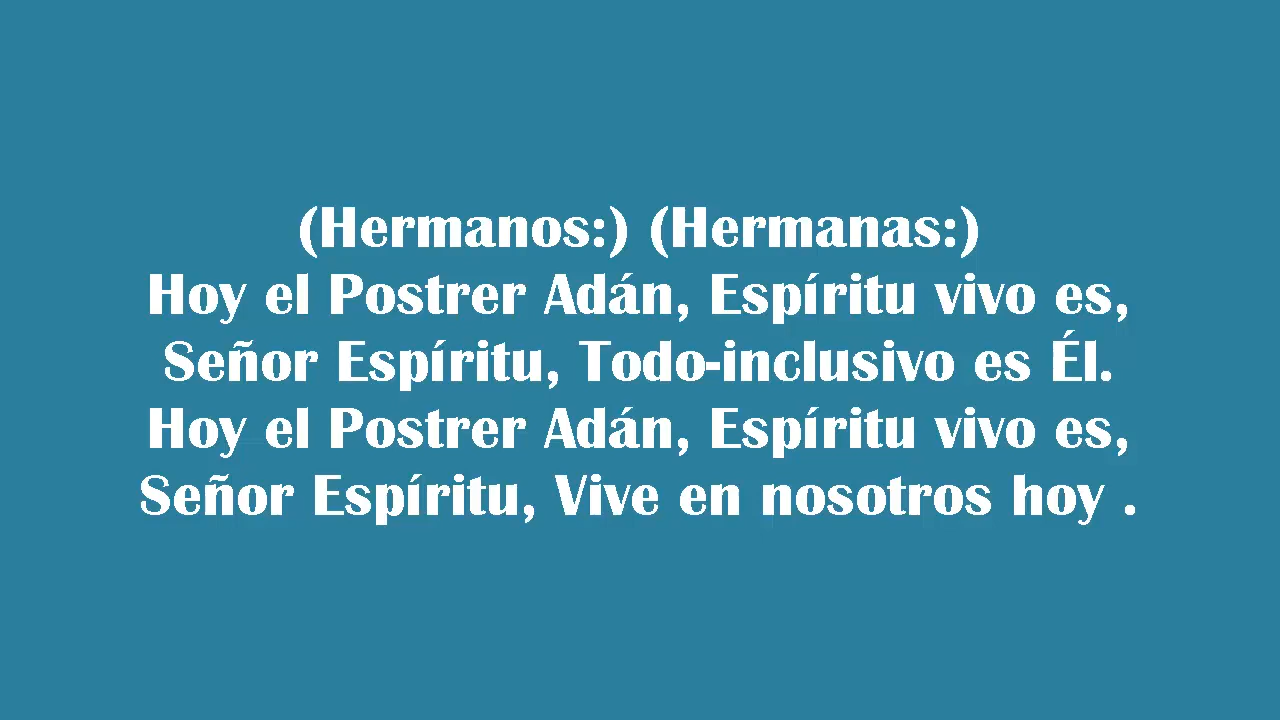 (Hermanos:) (Hermanas:)
Hoy el Postrer Adán, Espíritu vivo es,
Señor Espíritu, Todo-inclusivo es Él.
Hoy el Postrer Adán, Espíritu vivo es,
Señor Espíritu, Vive en nosotros hoy .